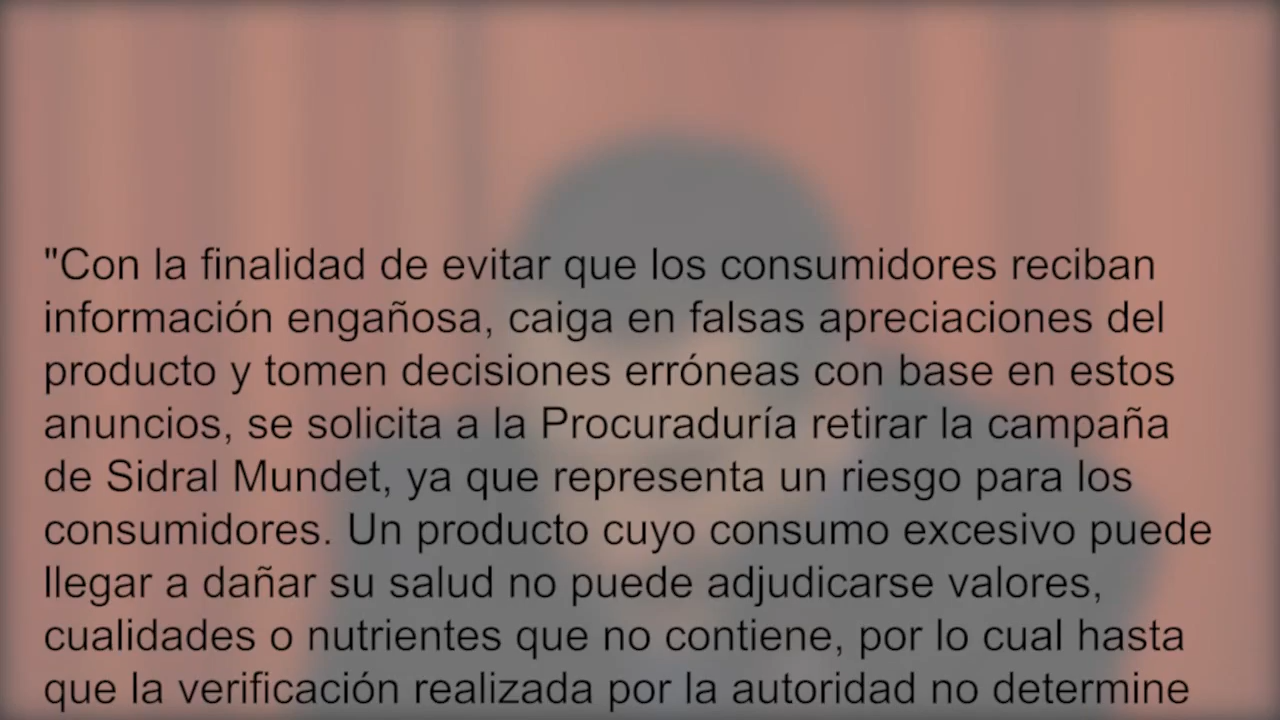 "Con la finalidad de evitar que los consumidores reciban
información engañosa, caiga en falsas apreciaciones del
producto y tomen decisiones erróneas con base en estos
anuncios, se solicita a la Procuraduría retirar la campaña
de Sidral Mundet, ya que representa un riesgo para los
consumidores. Un producto cuyo consumo excesivo puede
llegar a dañar su salud no puede adjudicarse valores,
cualidades o nutrientes que no contiene, por lo cual hasta
que la verificación realizada por la autoridad no determine